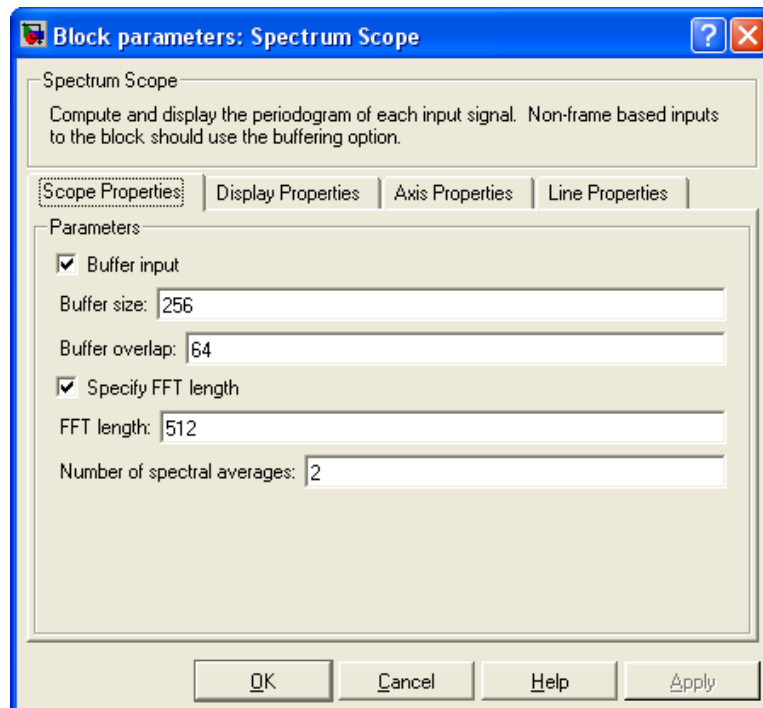 Block parameters: Spectrum Scope
Spectrum Scope
Compute and display the periodogram of each input signal. Non-frame based inputs
to the block should use the buffering option.
Scope Properties Display Properties Axis Properties Line Properties
Parameters
Buffer input
Buffer size: 256
Buffer overlap: 64
Specify FFT length
FFT length: 512
Number of spectral averages: 2
OK Cancel Help Apply